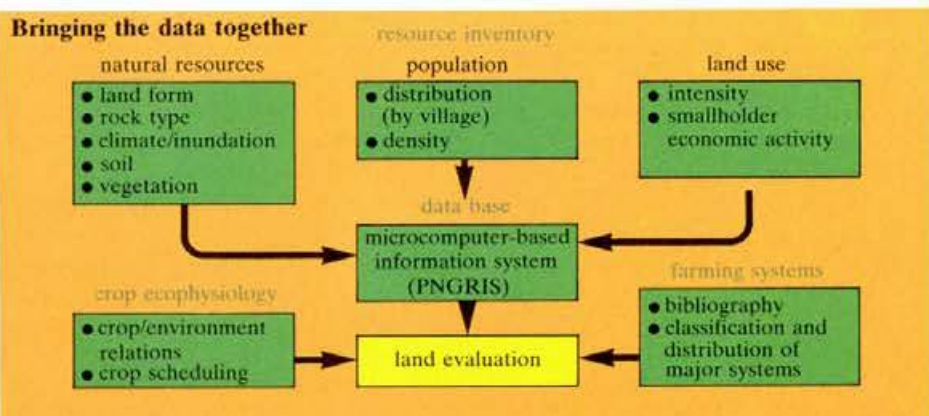 Bringing the data together
resource inventory
natural resources
● land form
● rock type
● climate/inundation
● soil
● vegetation
population
● distribution
(by village)
● density
land use
● intensity
● smallholder
economic activity
data base
microcomputer-based
information system
(PNGRIS)
crop ecophysiology
● crop/environment
relations
● crop scheduling
land evaluation
farming systems
● bibliography
● classification and
distribution of
major systems